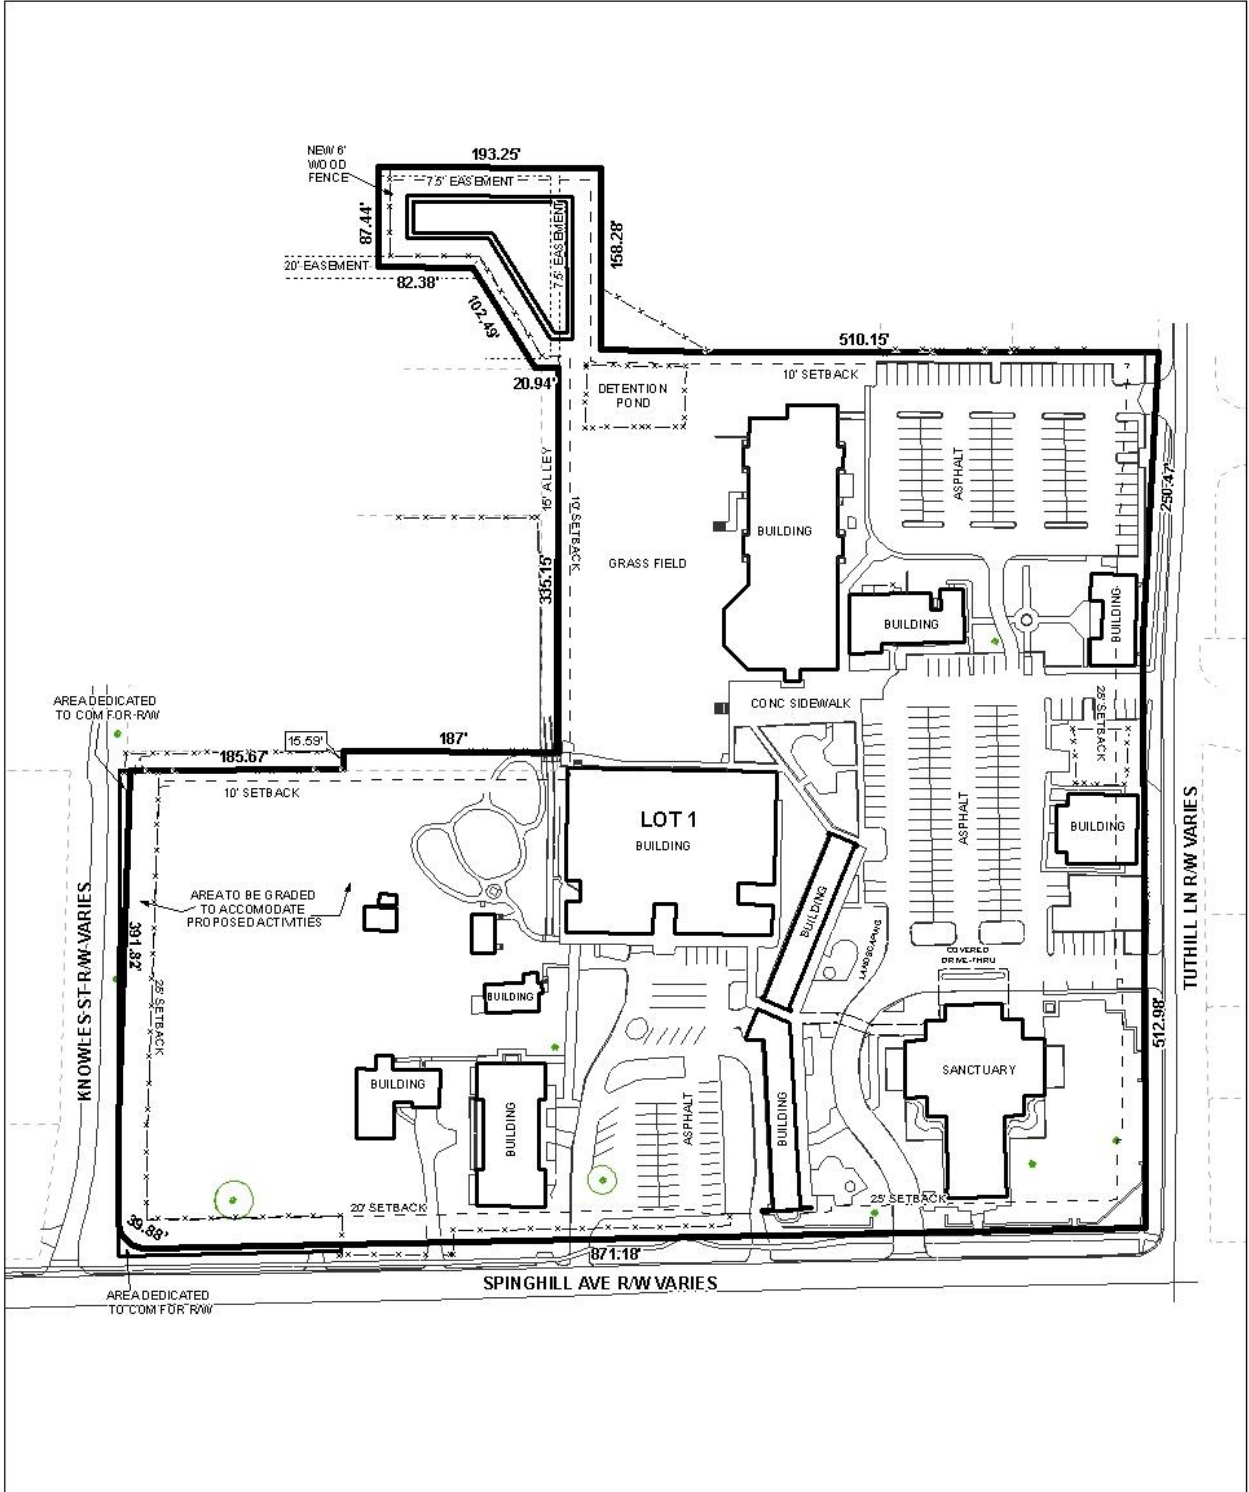 193.25'
NEW 6'
WOOD
FENCE
7.5' EASEMENT
87.44'
7.5' EASEMENT
158.28'
20' EASEMENT
82.38'
102.49'
510.15'
10' SETBACK
20.94'
DETENTION
POND
15' ALLEY
10' SETBACK
ASPHALT
250.47'
BUILDING
GRASS FIELD
335.15'
BUILDING
BUILDING
AREA DEDICATED
TO COM FOR R/W
CONC SIDEWALK
25' SETBACK
15.59'
187'
185.67'
10' SETBACK
LOT 1
BUILDING
ASPHALT
BUILDING
TUTHILL LN R/W VARIES
AREA TO BE GRADED
TO ACCOMODATE
PROPOSED ACTIVITIES
BUILDING
KNOWLES ST R/W VARIES
391.82'
25' SETBACK
LANDSCAPING
COVERED
DRIVE-THRU
BUILDING
512.98'
SANCTUARY
BUILDING
BUILDING
ASPHALT
BUILDING
20' SETBACK
25' SETBACK
39.88'
871.18'
SPINGHILL AVE R/W VARIES
AREA DEDICATED
TO COM FOR R/W